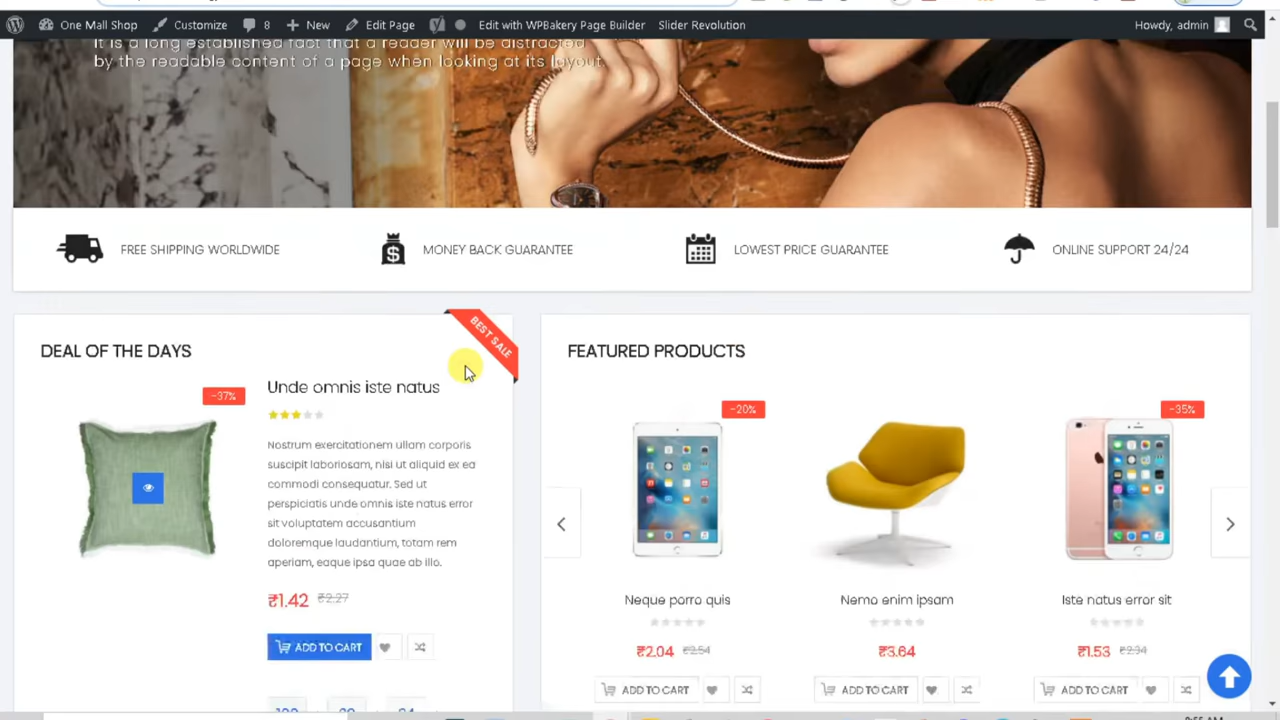 One Mall Shop Customize 8 New Edit Page Edit with WPBakery Page Builder Slider Revolution Howdy, admin
It is a long established fact that a reader will be distracted
by the readable content of a page when looking at its layout.
FREE SHIPPING WORLDWIDE MONEY BACK GUARANTEE LOWEST PRICE GUARANTEE ONLINE SUPPORT 24/24
BEST SALE
DEAL OF THE DAYS
-37%
Unde omnis iste natus
Nostrum exercitationem ullam corporis
suscipit laboriosam, nisi ut aliquid ex ea
commodi consequatur. Sed ut
perspiciatis unde omnis iste natus error
sit voluptatem accusantium
doloremque laudantium, totam rem
aperiam, eaque ipsa quae ab illo.
₹1.42 ₹2.27
ADD TO CART
FEATURED PRODUCTS
-20%
Neque porro quis
₹2.04 ₹2.54
ADD TO CART
Nemo enim ipsam
₹3.64
ADD TO CART
-35%
Iste natus error sit
₹1.53 ₹2.34
ADD TO CART